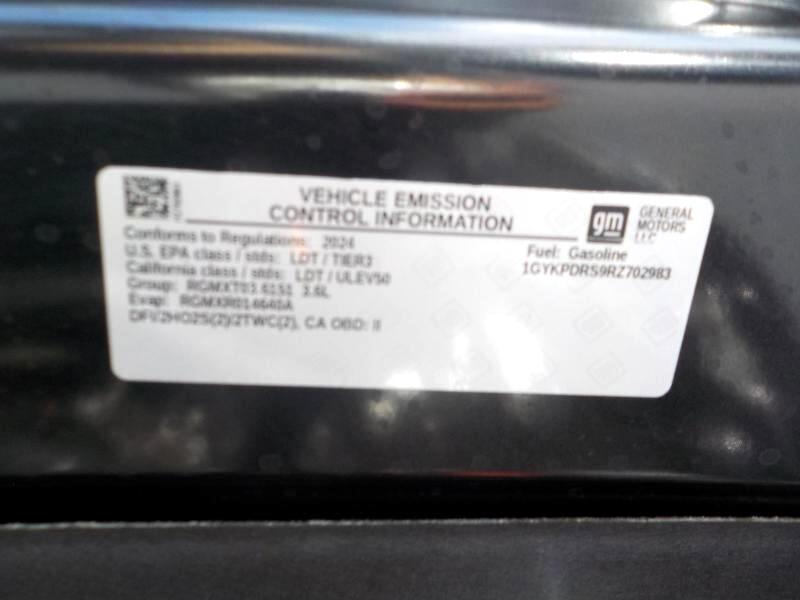 VEHICLE EMISSION
CONTROL INFORMATION
gm
GENERAL
MOTORS
LLC
Conforms to Regulations: 2024
U.S. EPA class / stds: LDT / TIER3
California class / stds: LDT / ULEV50
Group: RGMXT03.6151 3.6L
Evap: RGMXR0146640A
DFI/2HO2S(2)/2TWC(2), CA OBD: II
Fuel: Gasoline
1GYKPDRS9RZ702983